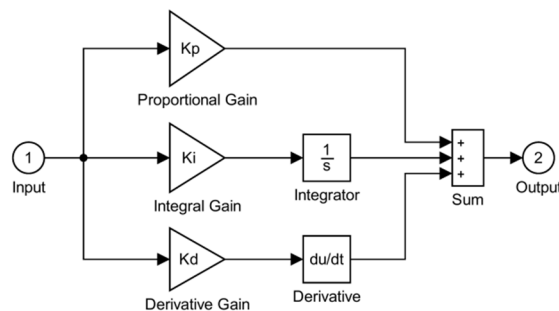 Kp
Proportional Gain
1
Input
Ki
Integral Gain
1
s
Integrator
+
+
+
Sum
2
Output
Kd
Derivative Gain
du/dt
Derivative